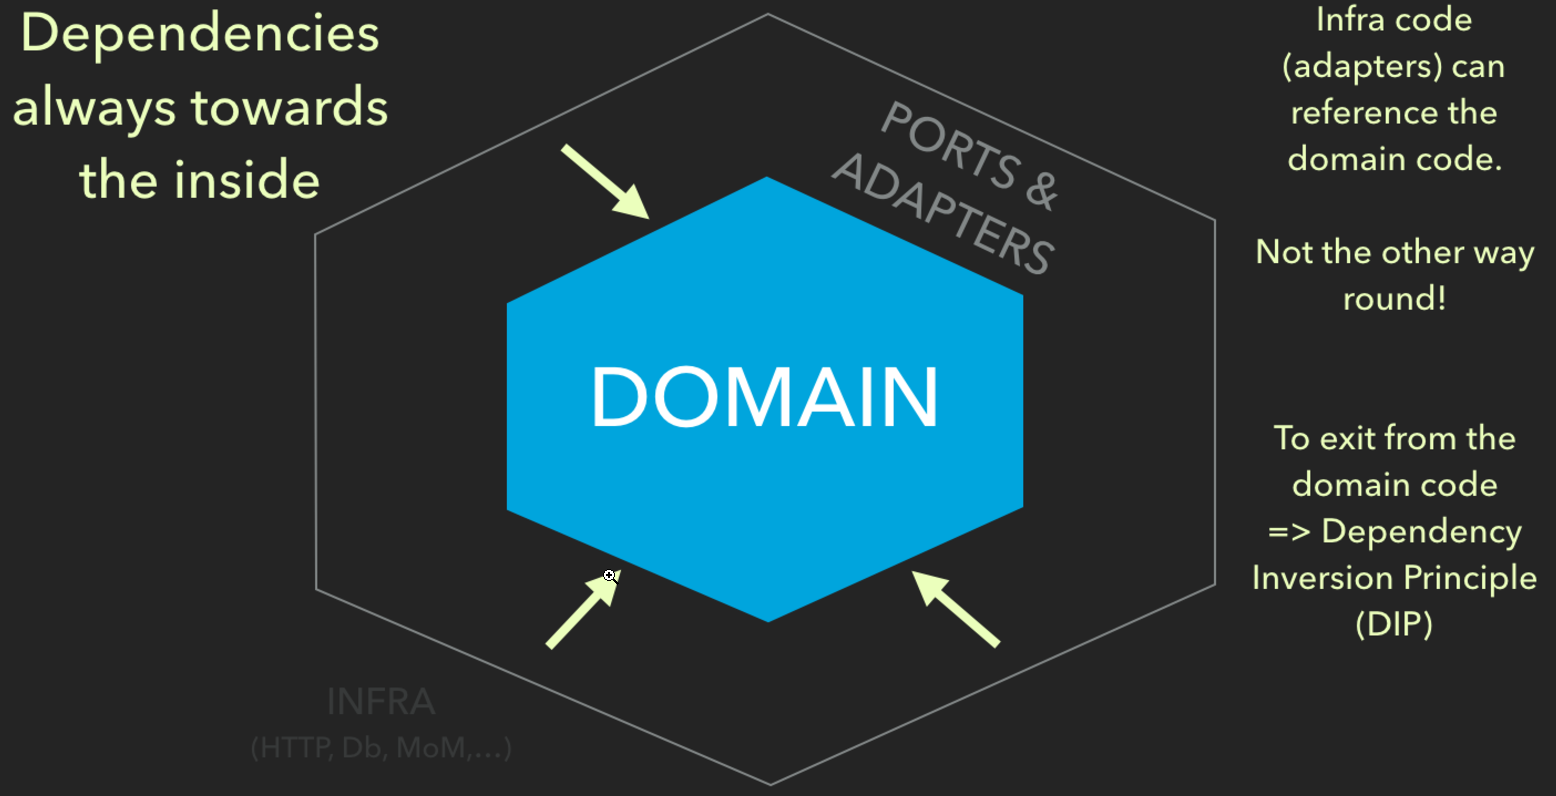 Dependencies
always towards
the inside
PORTS &
ADAPTERS
DOMAIN
INFRA
(HTTP, Db, MoM,...)
Infra code
(adapters) can
reference the
domain code.
Not the other way
round!
To exit from the
domain code
=> Dependency
Inversion Principle
(DIP)